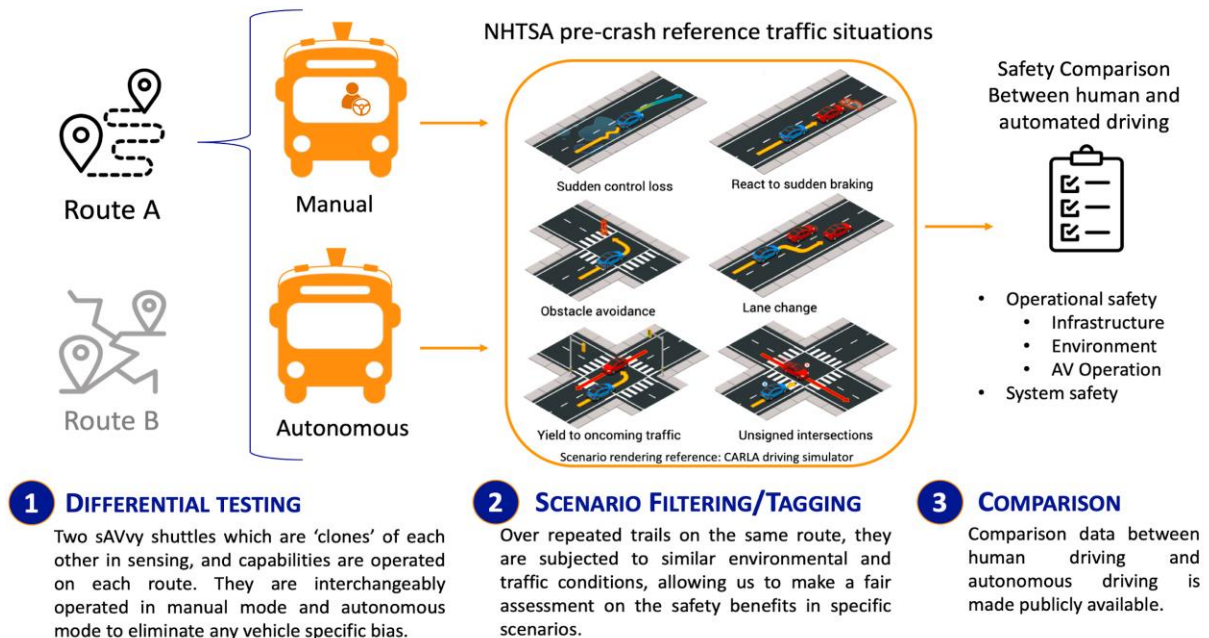 NHTSA pre-crash reference traffic situations
Route A
Route B
Manual
Autonomous
Sudden control loss
React to sudden braking
Obstacle avoidance
Lane change
Yield to oncoming traffic
Unsigned intersections
Scenario rendering reference: CARLA driving simulator
Safety Comparison
Between human and
automated driving
• Operational safety
• Infrastructure
• Environment
• AV Operation
• System safety
1 DIFFERENTIAL TESTING
Two sAVvy shuttles which are ‘clones’ of each
other in sensing, and capabilities are operated
on each route. They are interchangeably
operated in manual mode and autonomous
mode to eliminate any vehicle specific bias.
2 SCENARIO FILTERING/TAGGING
Over repeated trails on the same route, they
are subjected to similar environmental and
traffic conditions, allowing us to make a fair
assessment on the safety benefits in specific
scenarios.
3 COMPARISON
Comparison data between
human driving and
autonomous driving is
made publicly available.